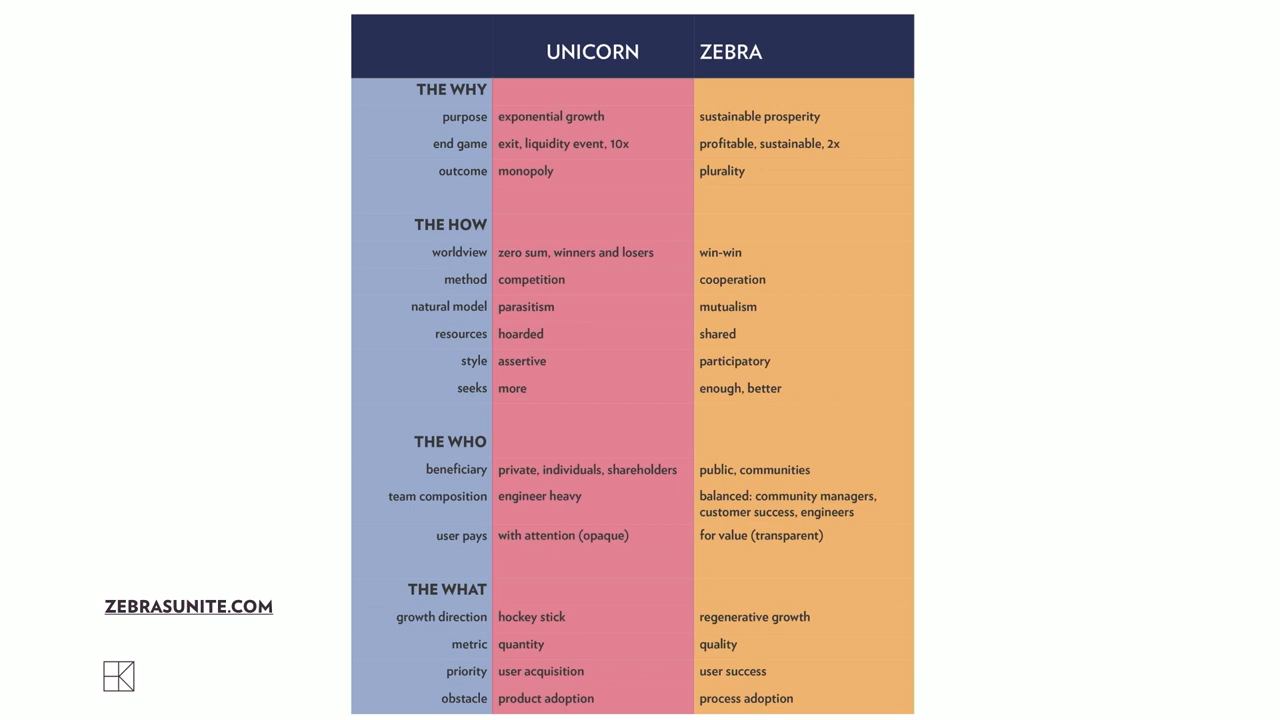 UNICORN ZEBRA
THE WHY
purpose exponential growth sustainable prosperity
end game exit, liquidity event, 10x profitable, sustainable, 2x
outcome monopoly plurality
THE HOW
worldview zero sum, winners and losers win-win
method competition cooperation
natural model parasitism mutualism
resources hoarded shared
style assertive participatory
seeks more enough, better
THE WHO
beneficiary private, individuals, shareholders public, communities
team composition engineer heavy balanced: community managers,
customer success, engineers
user pays with attention (opaque) for value (transparent)
THE WHAT
growth direction hockey stick regenerative growth
metric quantity quality
priority user acquisition user success
obstacle product adoption process adoption
ZEBRASUNITE.COM